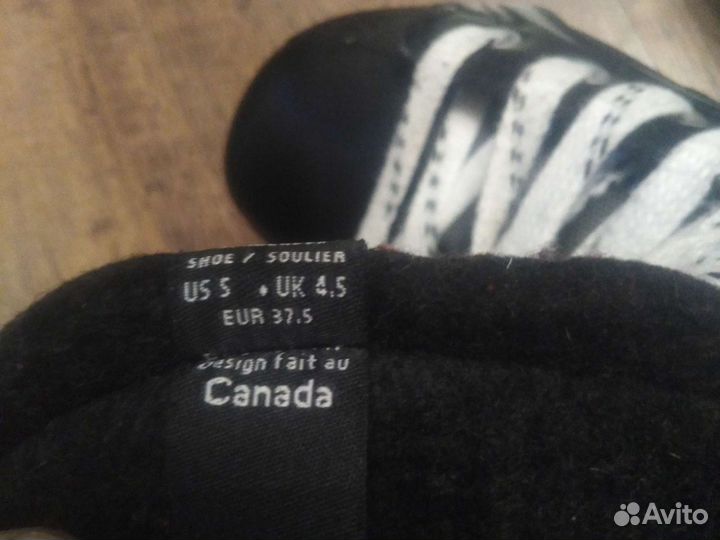 SHOE / SOULIER
US 5 • UK 4.5
EUR 37.5
Design fait au
Canada
Avito